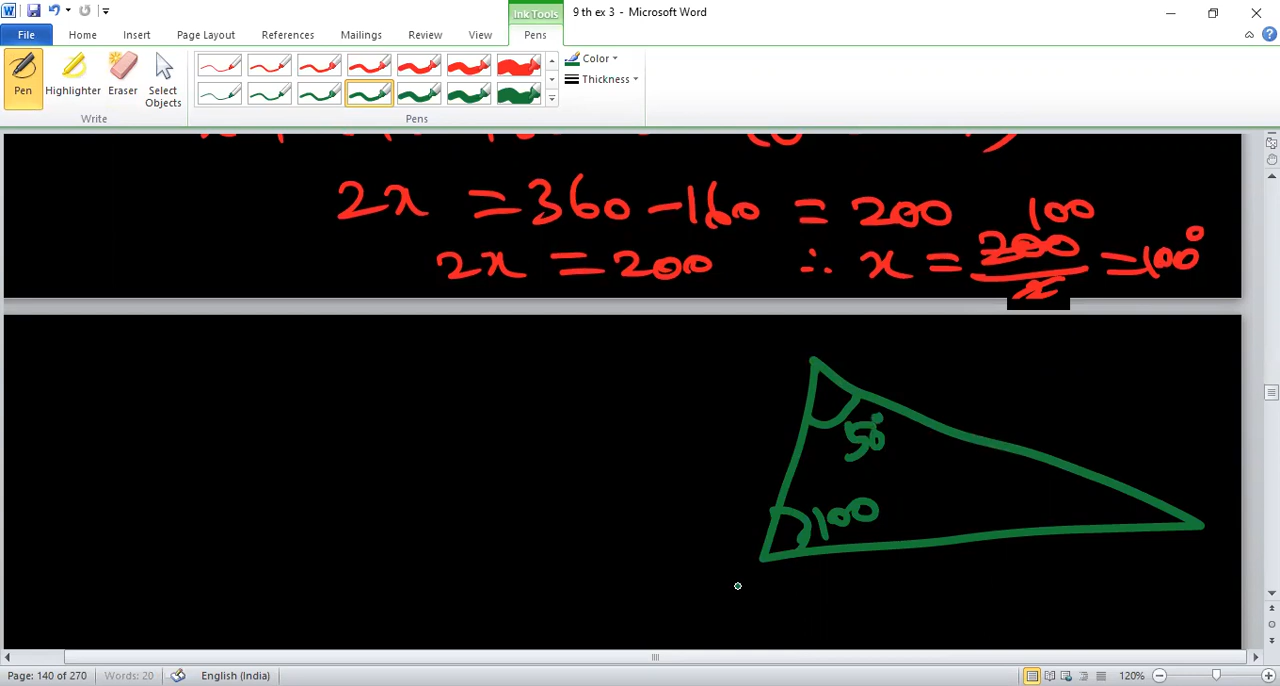 Ink Tools
9 th ex 3 - Microsoft Word
File Home Insert Page Layout References Mailings Review View Pens
Pen Highlighter Eraser Select Objects
Color
Thickness
Write
Pens
2x = 360 - 160 = 200 100
2x = 200 ∴ x = 200/2 = 100°
50°
100
Page: 140 of 270 Words: 20 English (India) 120%